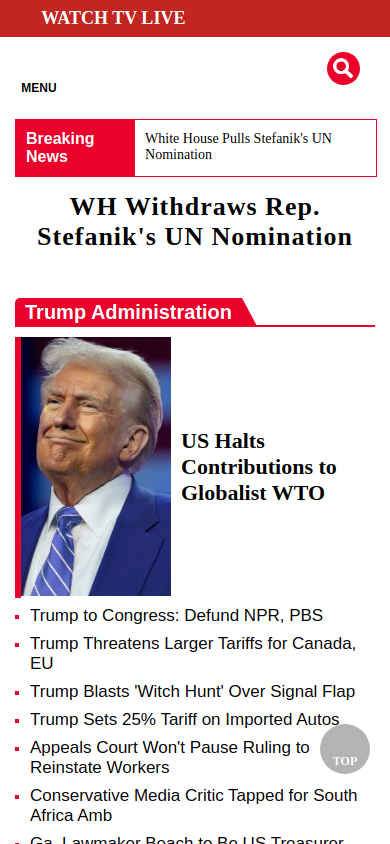 WATCH TV LIVE
MENU
Breaking
News
White House Pulls Stefanik's UN
Nomination
WH Withdraws Rep.
Stefanik's UN Nomination
Trump Administration
US Halts
Contributions to
Globalist WTO
Trump to Congress: Defund NPR, PBS
Trump Threatens Larger Tariffs for Canada,
EU
Trump Blasts 'Witch Hunt' Over Signal Flap
Trump Sets 25% Tariff on Imported Autos
Appeals Court Won't Pause Ruling to
Reinstate Workers
TOP
Conservative Media Critic Tapped for South
Africa Amb
Ga. Lawmaker Beach to Be US Treasurer